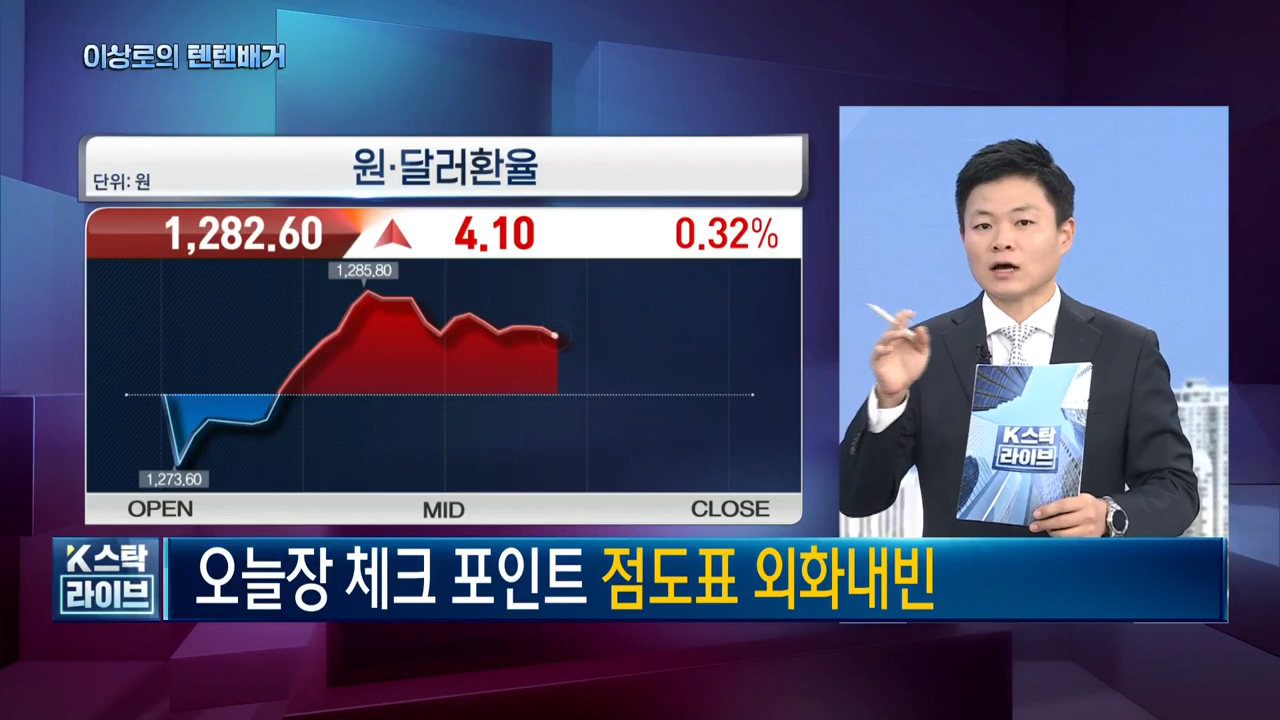 이상로의 텐텐배거
원·달러환율
단위: 원
1,282.60 ▲ 4.10 0.32%
1,285.80
1,273.60
OPEN MID CLOSE
K스탁
라이브
K스탁
라이브
오늘장 체크 포인트 점도표 외화내빈